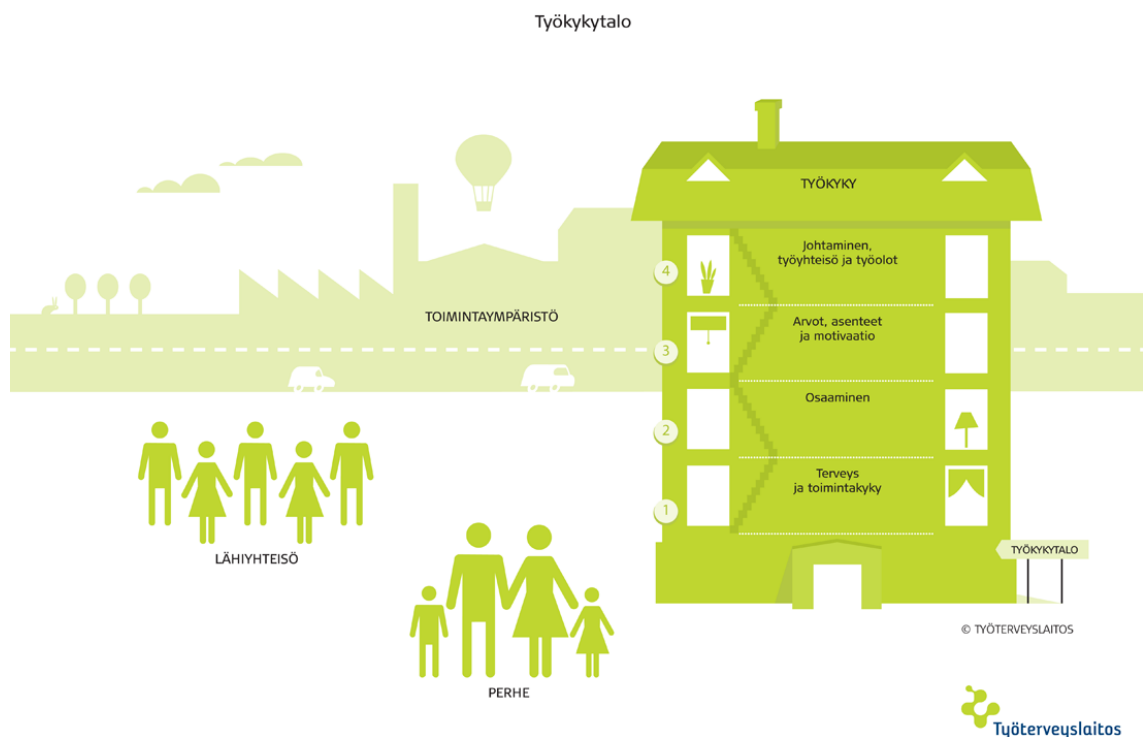 Työkykytalo
TYÖKYKY
4
Johtaminen,
työyhteisö ja työolot
TOIMINTAYMPÄRISTÖ
3
Arvot, asenteet
ja motivaatio
2
Osaaminen
1
Terveys
ja toimintakyky
LÄHIYHTEISÖ
TYÖKYKYTALO
PERHE
© TYÖTERVEYSLAITOS
Työterveyslaitos